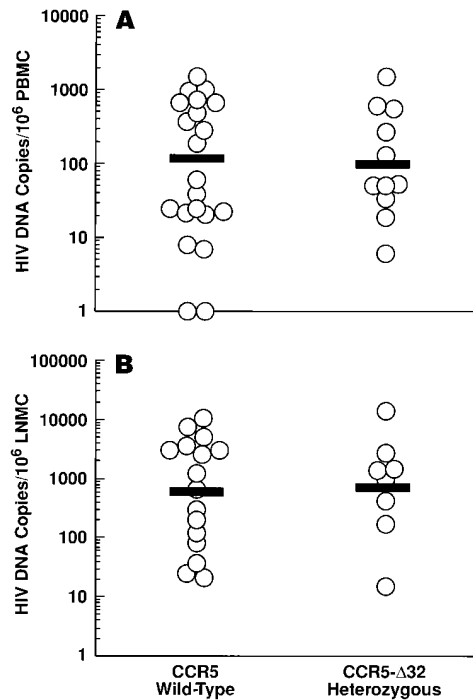 A
10000
1000
100
10
1
HIV DNA Copies/10⁶ PBMC
B
100000
10000
1000
100
10
1
HIV DNA Copies/10⁶ LNMC
CCR5
Wild-Type
CCR5-Δ32
Heterozygous